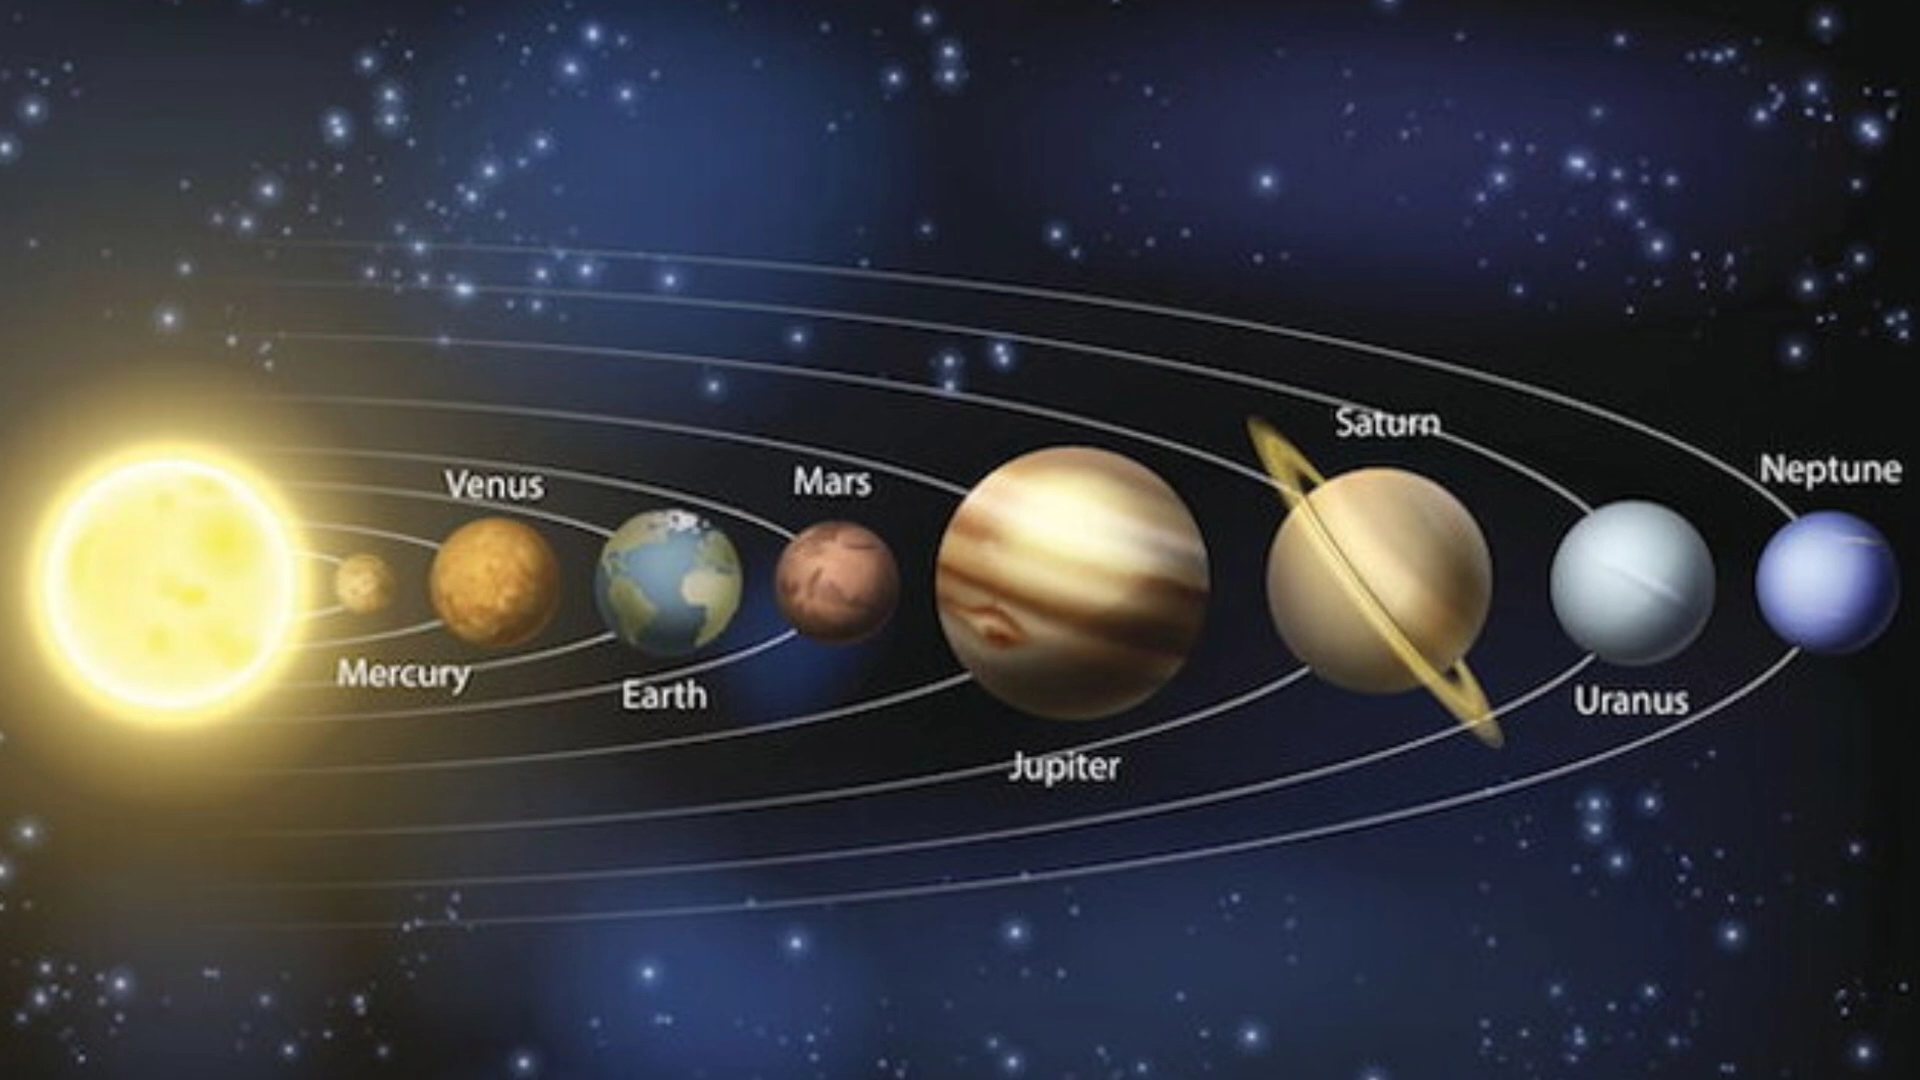 Mercury
Venus
Earth
Mars
Jupiter
Saturn
Uranus
Neptune